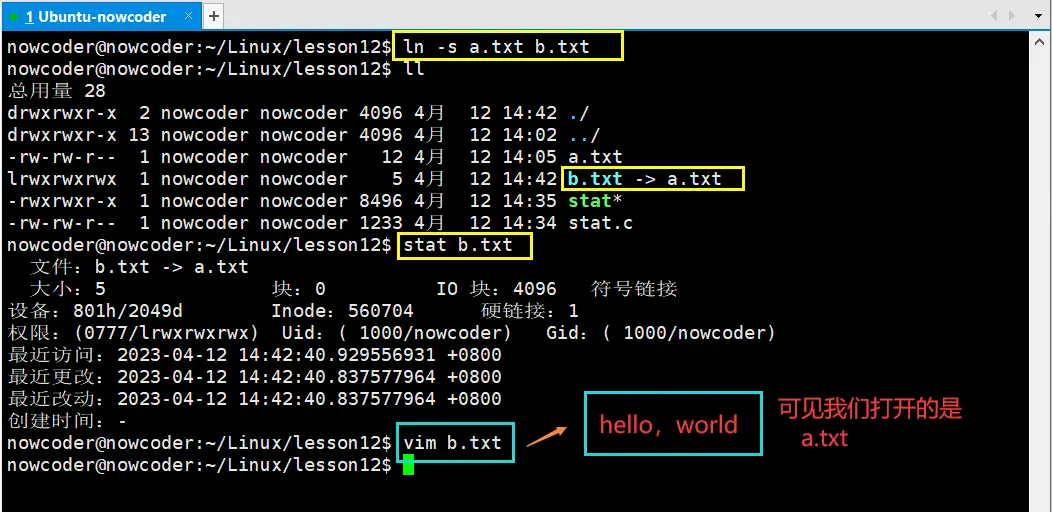 1 Ubuntu-nowcoder × +
nowcoder@nowcoder:~/Linux/lesson12$ ln -s a.txt b.txt
nowcoder@nowcoder:~/Linux/lesson12$ ll
总用量 28
drwxrwxr-x 2 nowcoder nowcoder 4096 4月 12 14:42 ./
drwxrwxr-x 13 nowcoder nowcoder 4096 4月 12 14:02 ../
-rw-rw-r-- 1 nowcoder nowcoder 12 4月 12 14:05 a.txt
lrwxrwxrwx 1 nowcoder nowcoder 5 4月 12 14:42 b.txt -> a.txt
-rwxrwxr-x 1 nowcoder nowcoder 8496 4月 12 14:35 stat*
-rw-rw-r-- 1 nowcoder nowcoder 1233 4月 12 14:34 stat.c
nowcoder@nowcoder:~/Linux/lesson12$ stat b.txt
文件：b.txt -> a.txt
大小：5 块：0 IO 块：4096 符号链接
设备：801h/2049d Inode：560704 硬链接：1
权限：(0777/lrwxrwxrwx) Uid：( 1000/nowcoder) Gid：( 1000/nowcoder)
最近访问：2023-04-12 14:42:40.929556931 +0800
最近更改：2023-04-12 14:42:40.837577964 +0800
最近改动：2023-04-12 14:42:40.837577964 +0800
创建时间：-
nowcoder@nowcoder:~/Linux/lesson12$ vim b.txt
nowcoder@nowcoder:~/Linux/lesson12$
hello，world
可见我们打开的是
a.txt